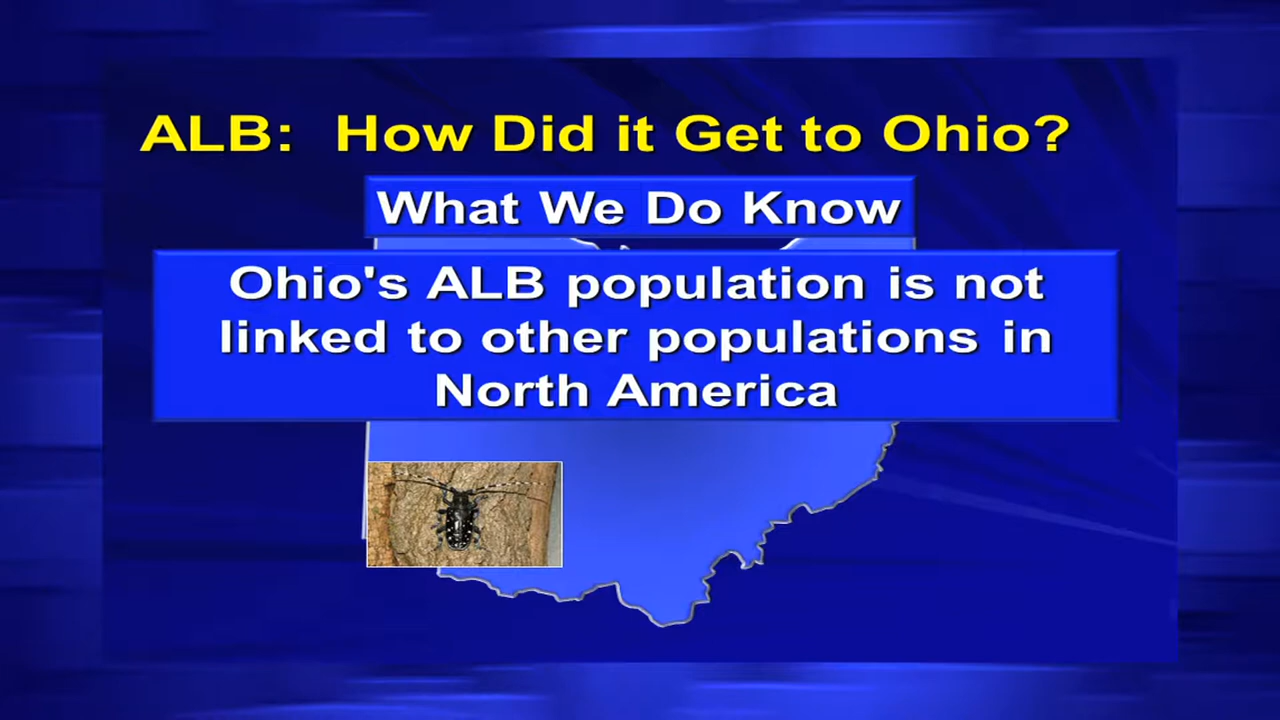 ALB: How Did it Get to Ohio?
What We Do Know
Ohio's ALB population is not
linked to other populations in
North America